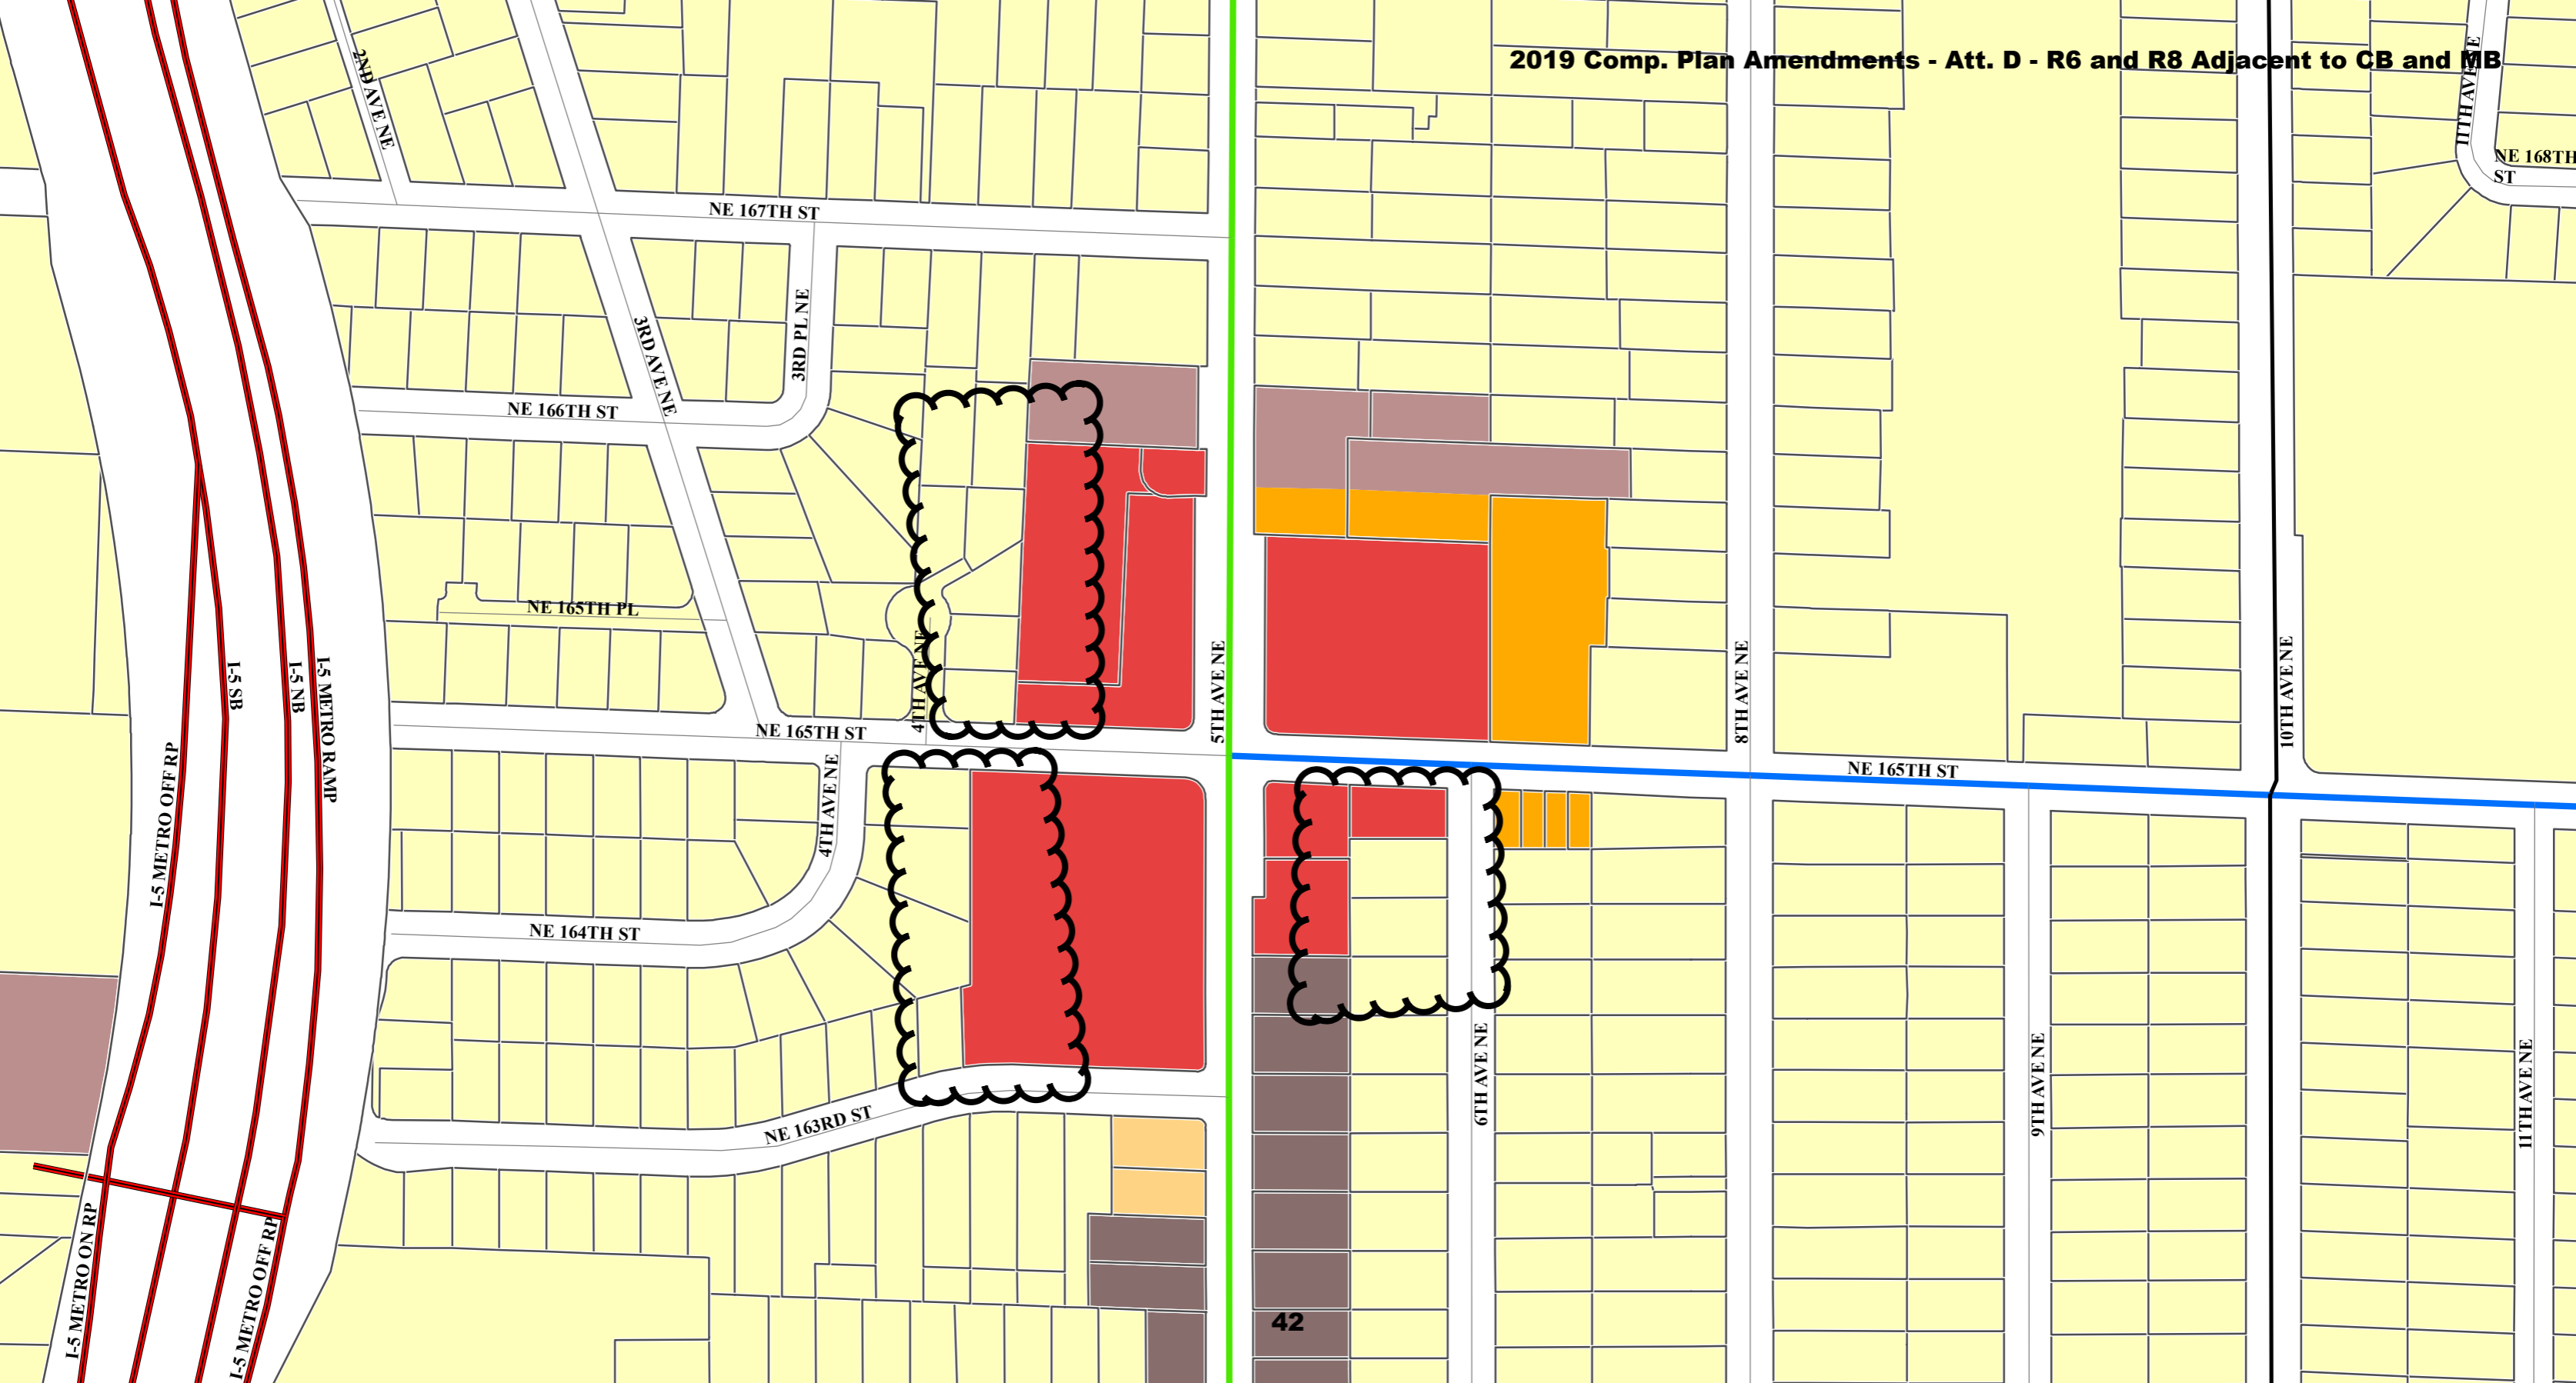 2019 Comp. Plan Amendments - Att. D - R6 and R8 Adjacent to CB and MB
2ND AVE NE
11TH AVE NE
NE 168TH
ST
NE 167TH ST
3RD PL NE
3RD AVE NE
NE 166TH ST
NE 165TH PL
I-5 SB
I-5 NB
I-5 METRO RAMP
4TH AVE NE
5TH AVE NE
8TH AVE NE
10TH AVE NE
NE 165TH ST
NE 165TH ST
I-5 METRO OFF RP
4TH AVE NE
NE 164TH ST
6TH AVE NE
9TH AVE NE
11TH AVE NE
NE 163RD ST
I-5 METRO ON RP
I-5 METRO OFF RP
42